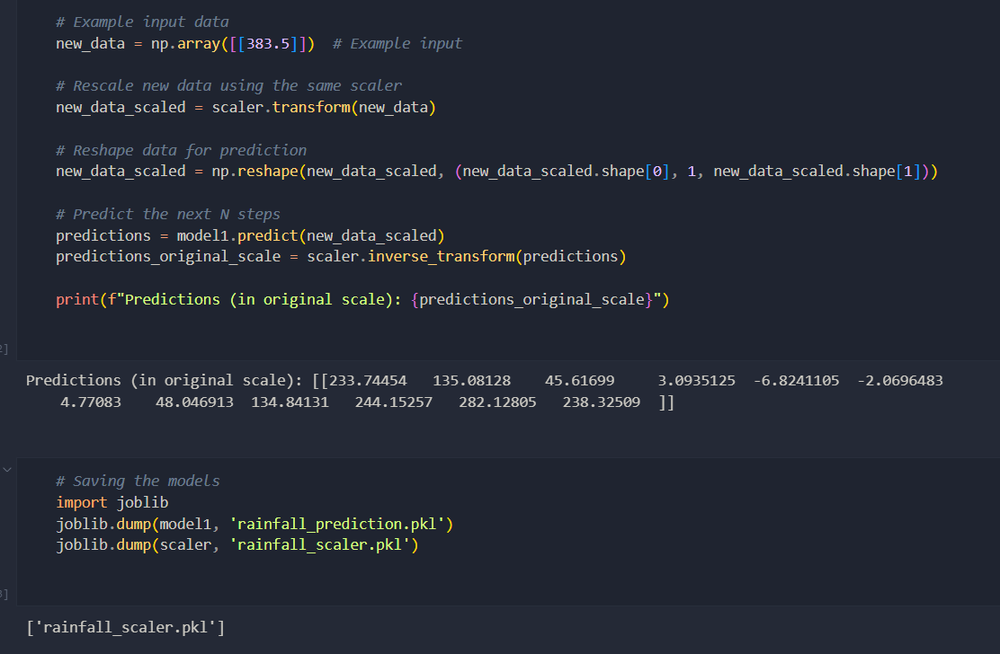 # Example input data
new_data = np.array([[383.5]])  # Example input
# Rescale new data using the same scaler
new_data_scaled = scaler.transform(new_data)
# Reshape data for prediction
new_data_scaled = np.reshape(new_data_scaled, (new_data_scaled.shape[0], 1, new_data_scaled.shape[1]))
# Predict the next N steps
predictions = model1.predict(new_data_scaled)
predictions_original_scale = scaler.inverse_transform(predictions)
print(f"Predictions (in original scale): {predictions_original_scale}")
Predictions (in original scale): [[233.74454   135.08128    45.61699     3.0935125  -6.8241105  -2.0696483
4.77083    48.046913  134.84131   244.15257   282.12805   238.32509  ]]
# Saving the models
import joblib
joblib.dump(model1, 'rainfall_prediction.pkl')
joblib.dump(scaler, 'rainfall_scaler.pkl')
['rainfall_scaler.pkl']